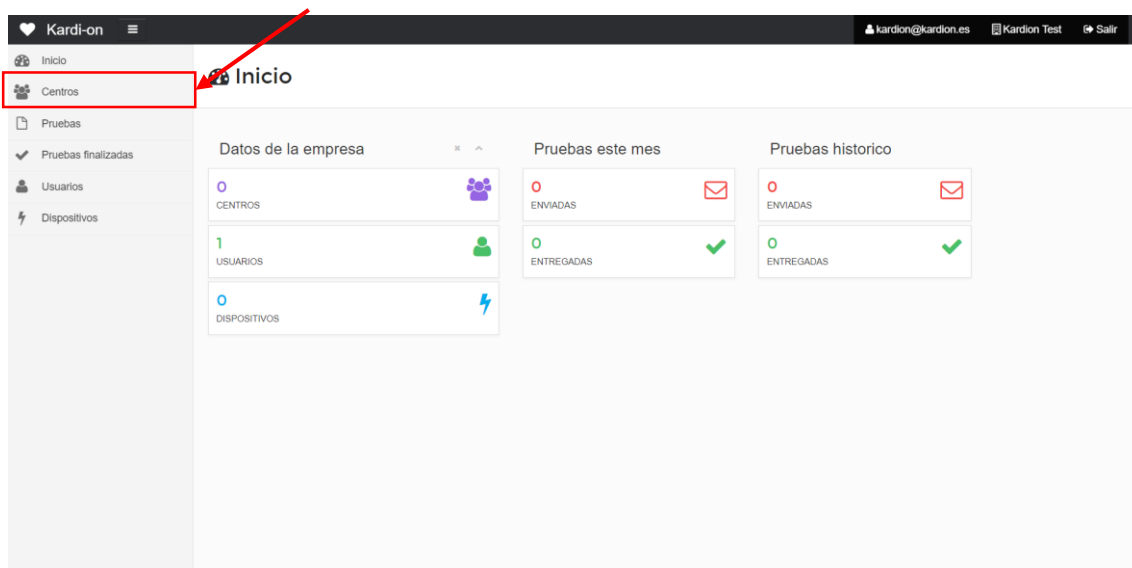 Kardi-on
kardion@kardion.es
Kardion Test
Salir
Inicio
Centros
Pruebas
Pruebas finalizadas
Usuarios
Dispositivos
Inicio
Datos de la empresa
0
CENTROS
1
USUARIOS
0
DISPOSITIVOS
Pruebas este mes
0
ENVIADAS
0
ENTREGADAS
Pruebas historico
0
ENVIADAS
0
ENTREGADAS